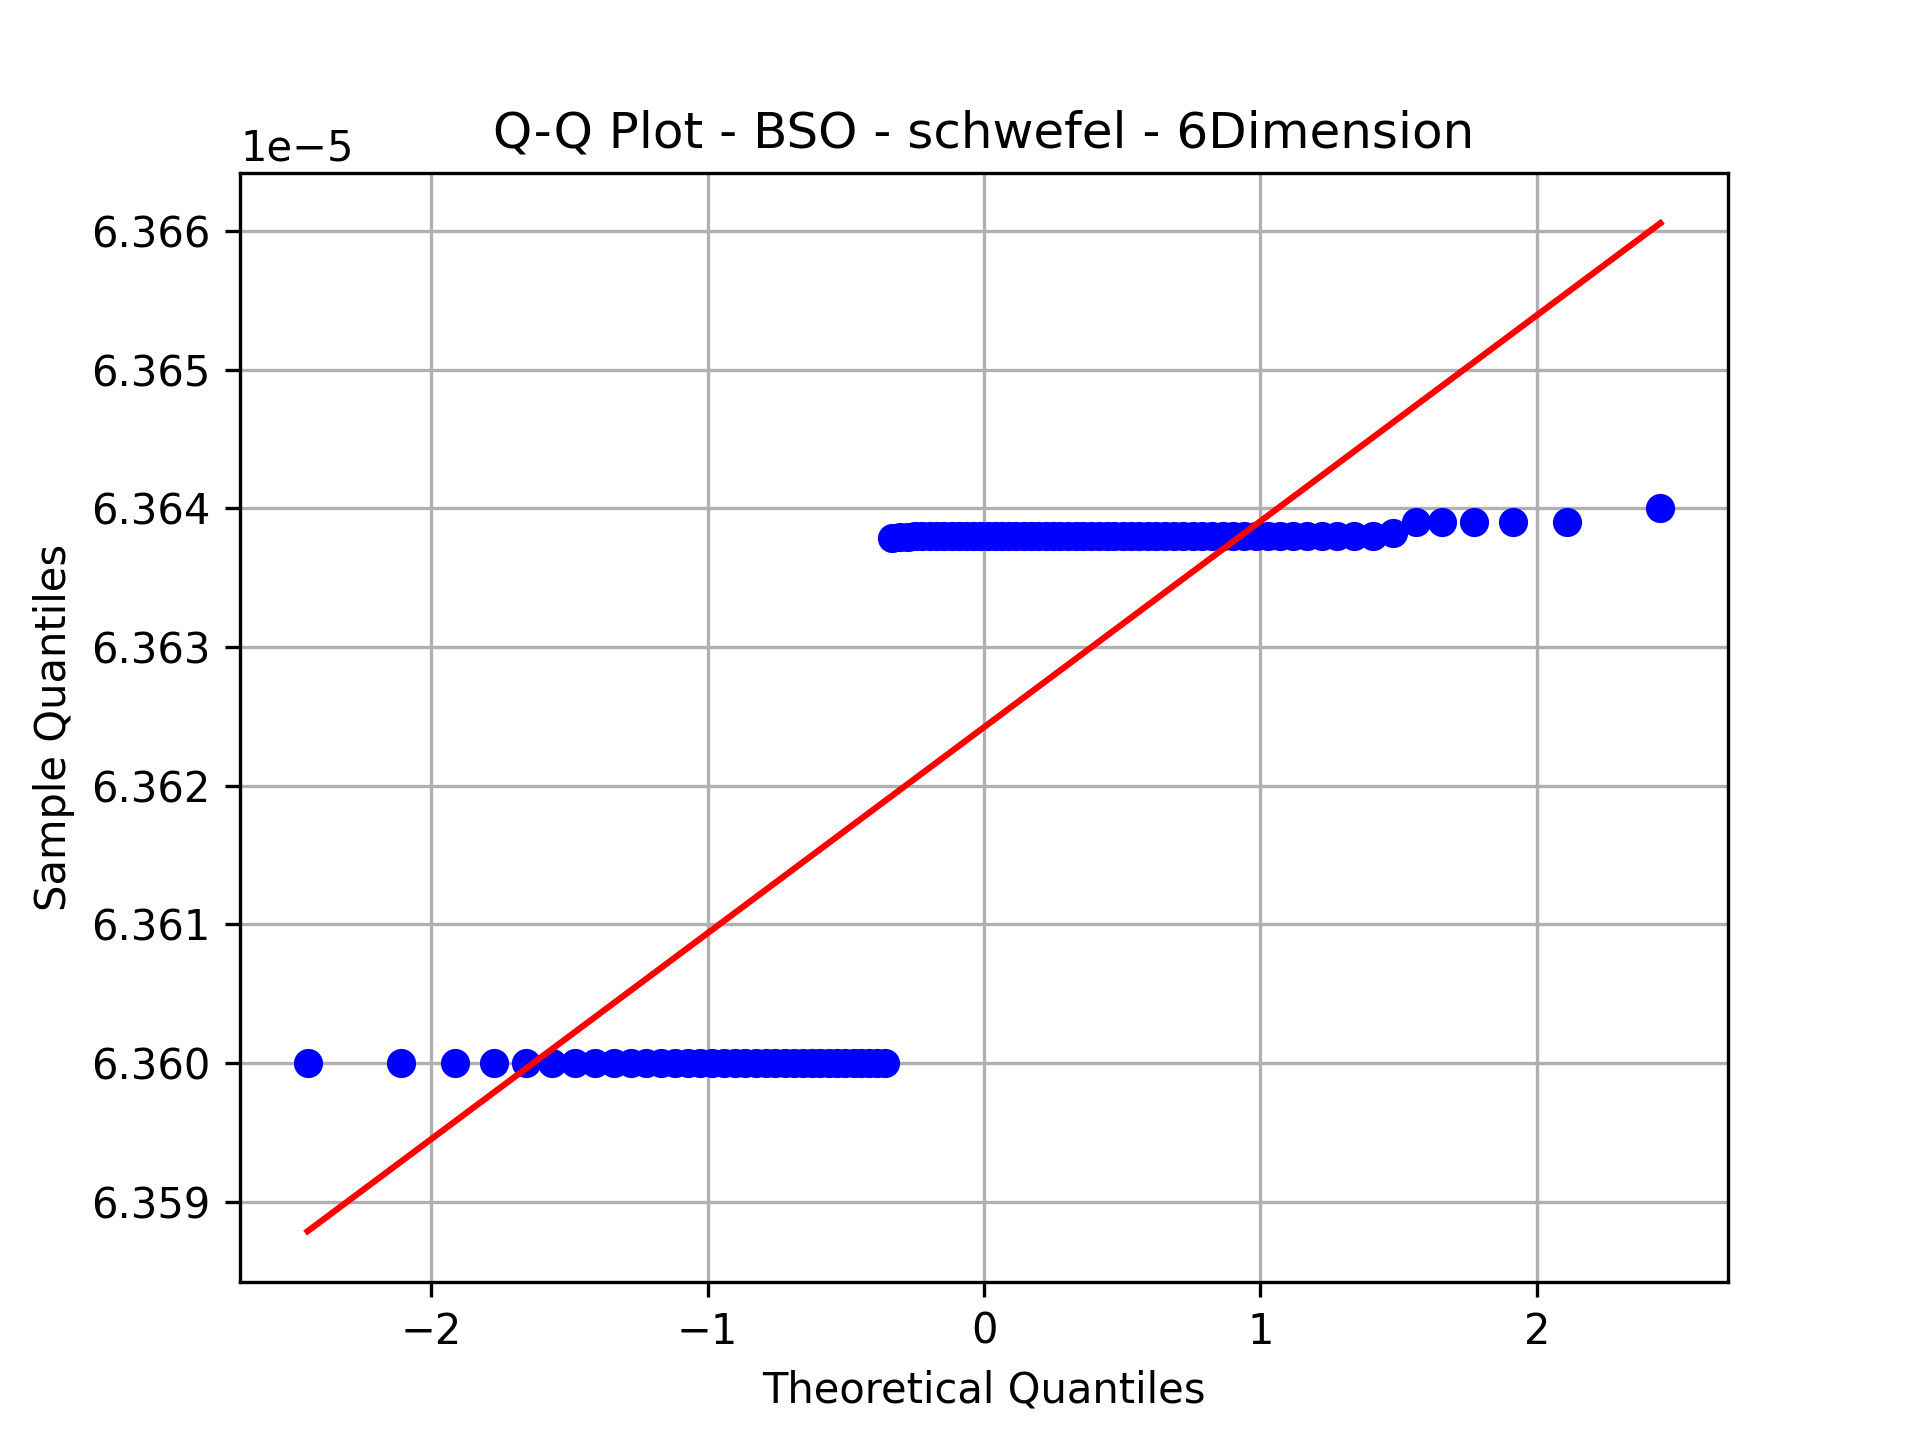 Q-Q Plot - BSO - schwefel - 6Dimension
1e−5
6.366
6.365
6.364
6.363
6.362
6.361
6.360
6.359
Sample Quantiles
−2 −1 0 1 2
Theoretical Quantiles